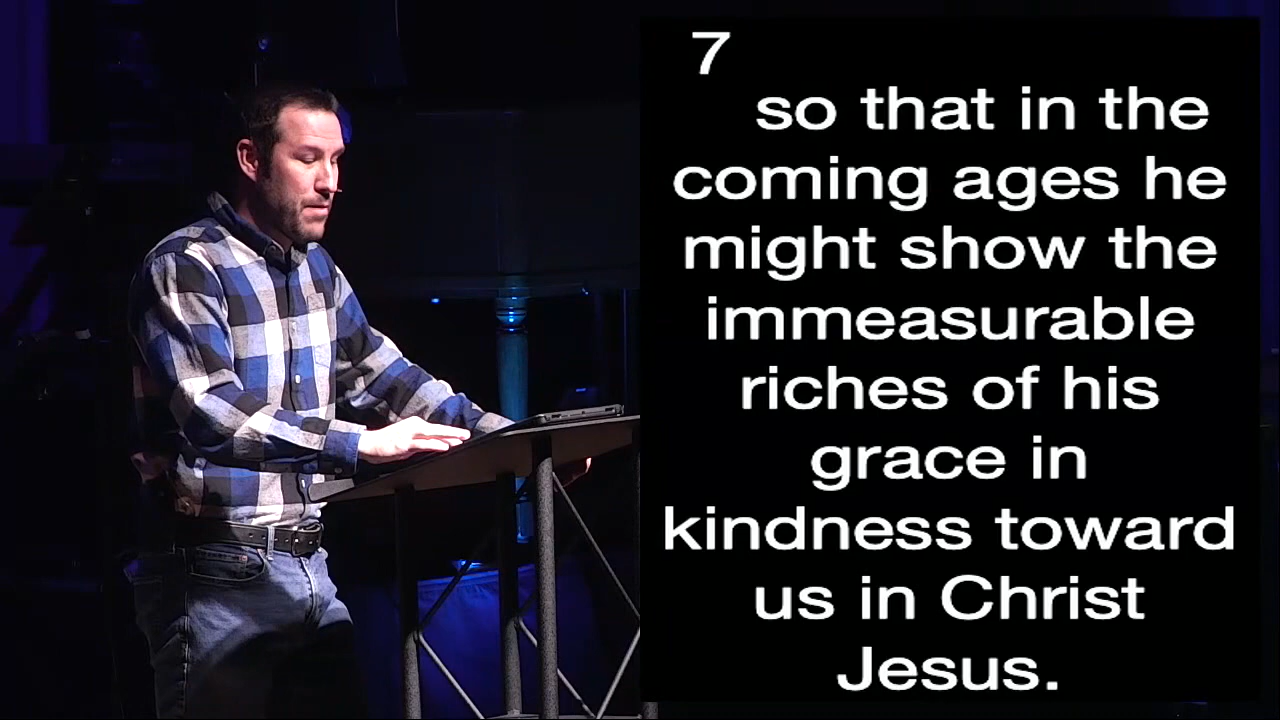 7
so that in the
coming ages he
might show the
immeasurable
riches of his
grace in
kindness toward
us in Christ
Jesus.